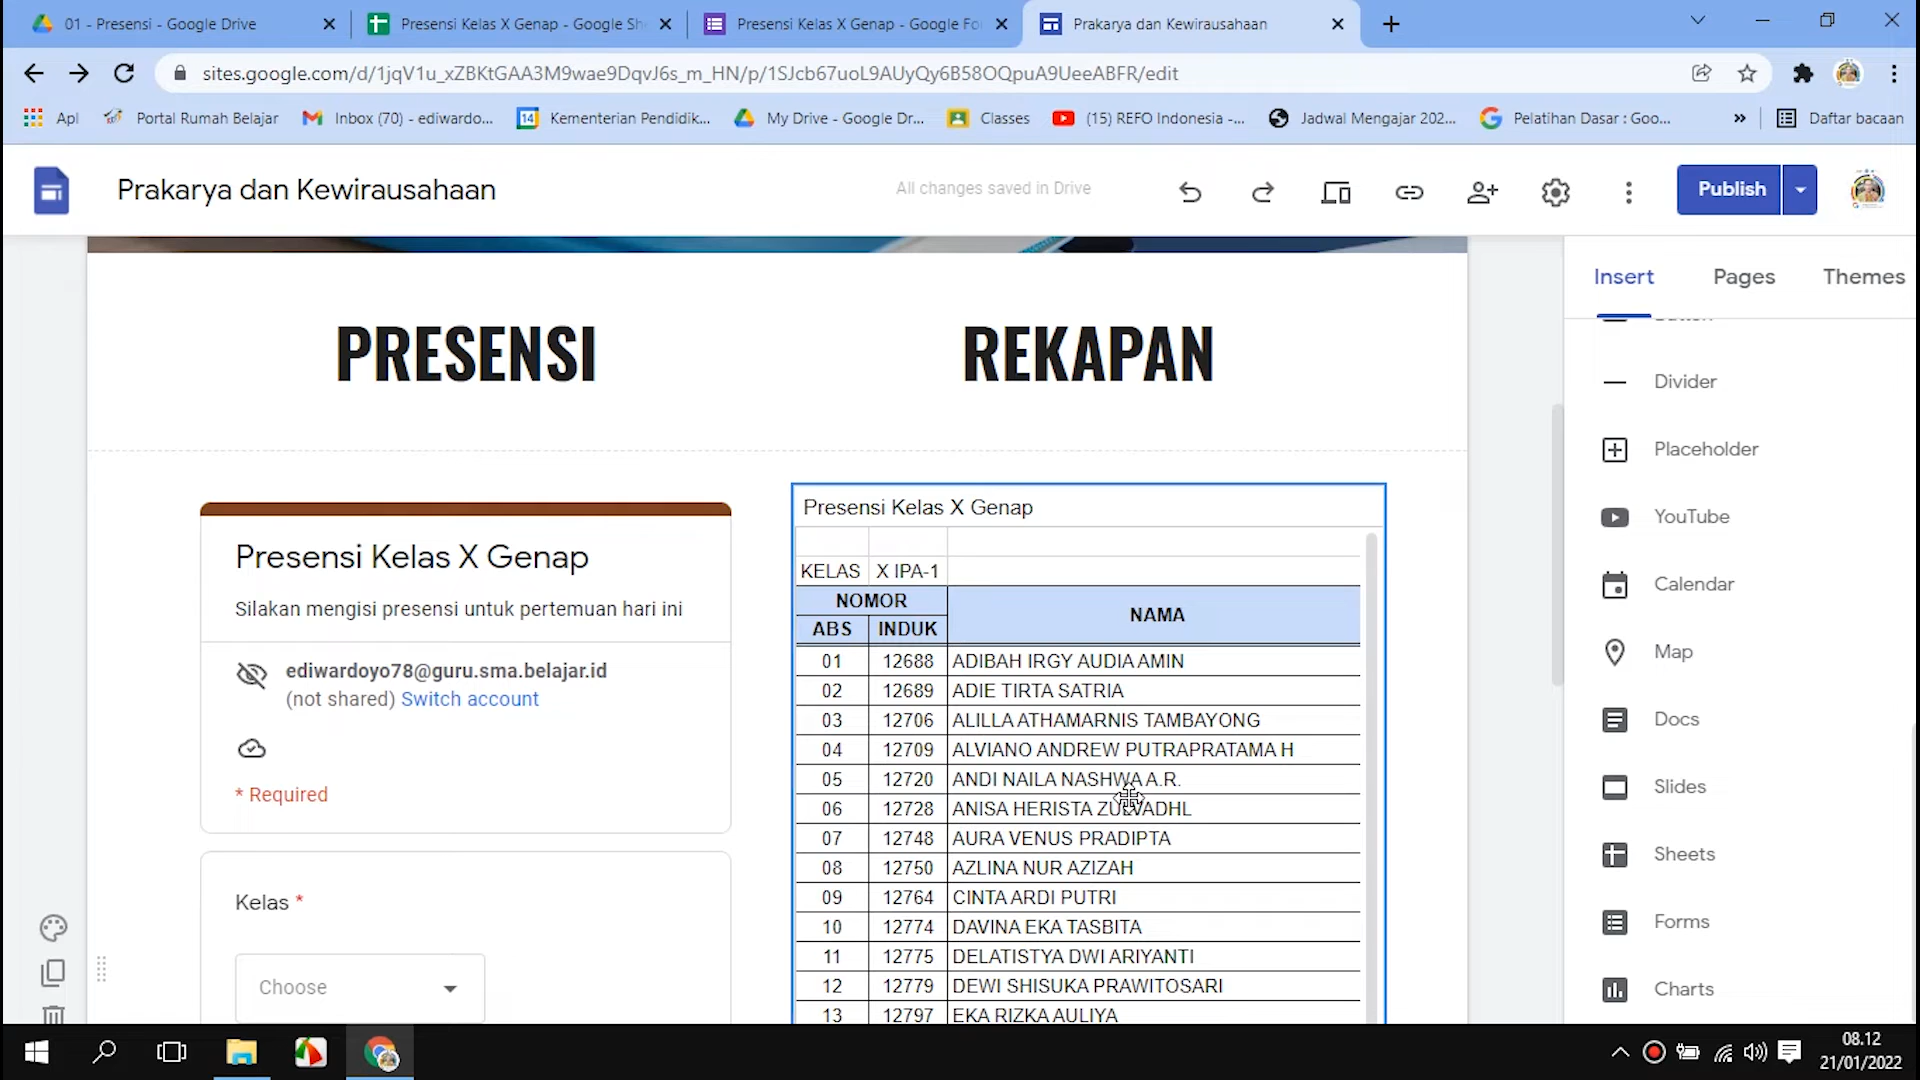 01 - Presensi - Google Drive
Presensi Kelas X Genap - Google She
Presensi Kelas X Genap - Google Fo
Prakarya dan Kewirausahaan
sites.google.com/d/1jqV1u_xZBKtGAA3M9wae9DqvJ6s_m_HN/p/1SJcb67uoL9AUyQy6B58OQpuA9UeeABFR/edit
Apl
Portal Rumah Belajar
Inbox (70) - ediwardo...
14
Kementerian Pendidik...
My Drive - Google Dr...
Classes
(15) REFO Indonesia -...
Jadwal Mengajar 202...
Pelatihan Dasar : Goo...
»
Daftar bacaan
Prakarya dan Kewirausahaan
All changes saved in Drive
Publish
Insert Pages Themes
PRESENSI
REKAPAN
Presensi Kelas X Genap
Silakan mengisi presensi untuk pertemuan hari ini
ediwardoyo78@guru.sma.belajar.id
(not shared) Switch account
* Required
Kelas *
Choose
Presensi Kelas X Genap
KELAS X IPA-1
NOMOR
NAMA
ABS INDUK
01 12688 ADIBAH IRGY AUDIA AMIN
02 12689 ADIE TIRTA SATRIA
03 12706 ALILLA ATHAMARNIS TAMBAYONG
04 12709 ALVIANO ANDREW PUTRAPRATAMA H
05 12720 ANDI NAILA NASHWA A.R.
06 12728 ANISA HERISTA
07 12748 AURA VENUS PRADIPTA
08 12750 AZLINA NUR AZIZAH
09 12764 CINTA ARDI PUTRI
10 12774 DAVINA EKA TASBITA
11 12775 DELATISTYA DWI ARIYANTI
12 12779 DEWI SHISUKA PRAWITOSARI
13 12797 EKA RIZKA AULIYA
Divider
Placeholder
YouTube
Calendar
Map
Docs
Slides
Sheets
Forms
Charts
08.12
21/01/2022